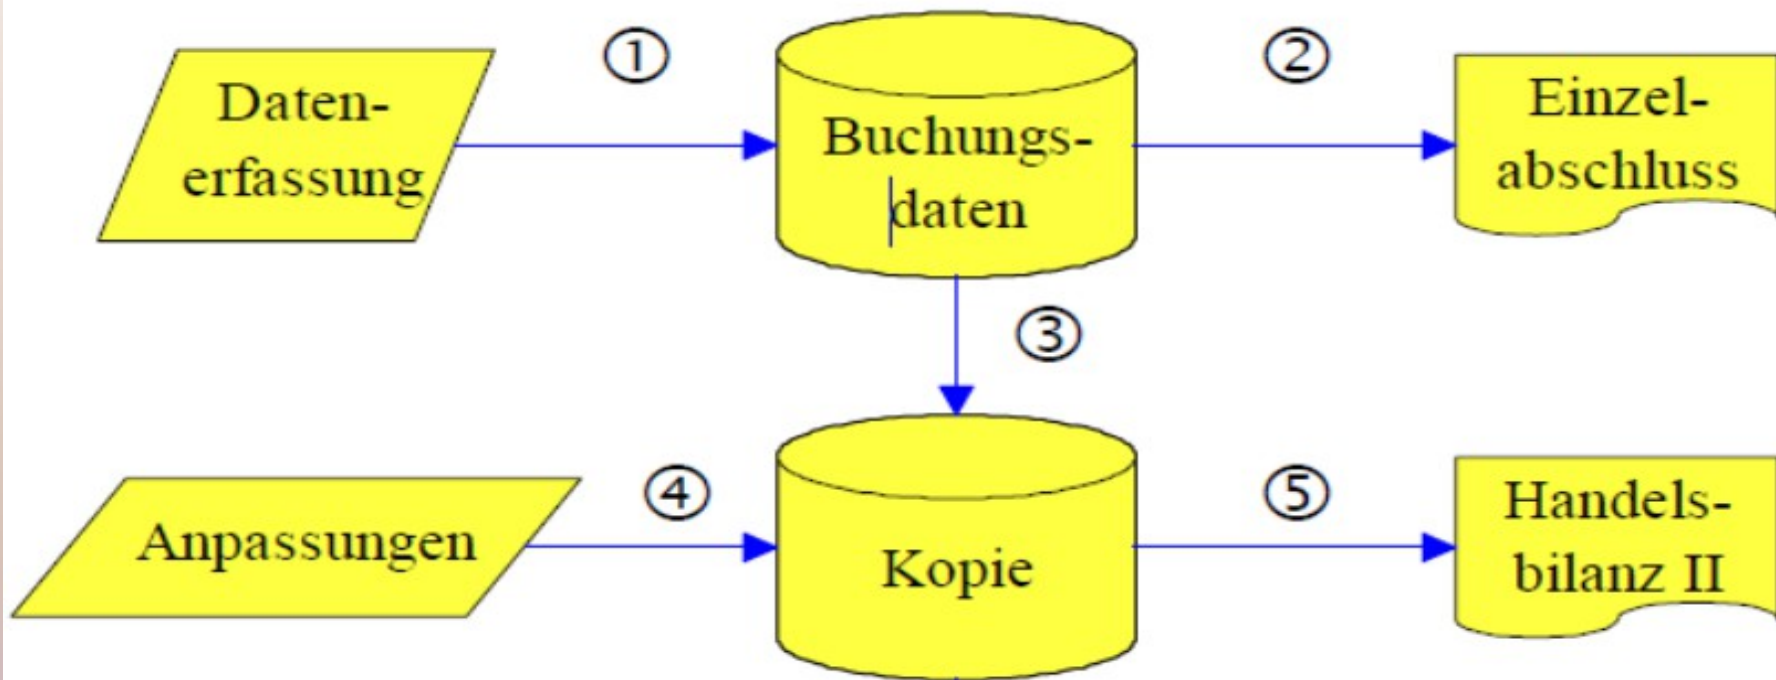 ①
②
Daten-
erfassung
Buchungs-
daten
Einzel-
abschluss
③
④
⑤
Anpassungen
Kopie
Handels-
bilanz II